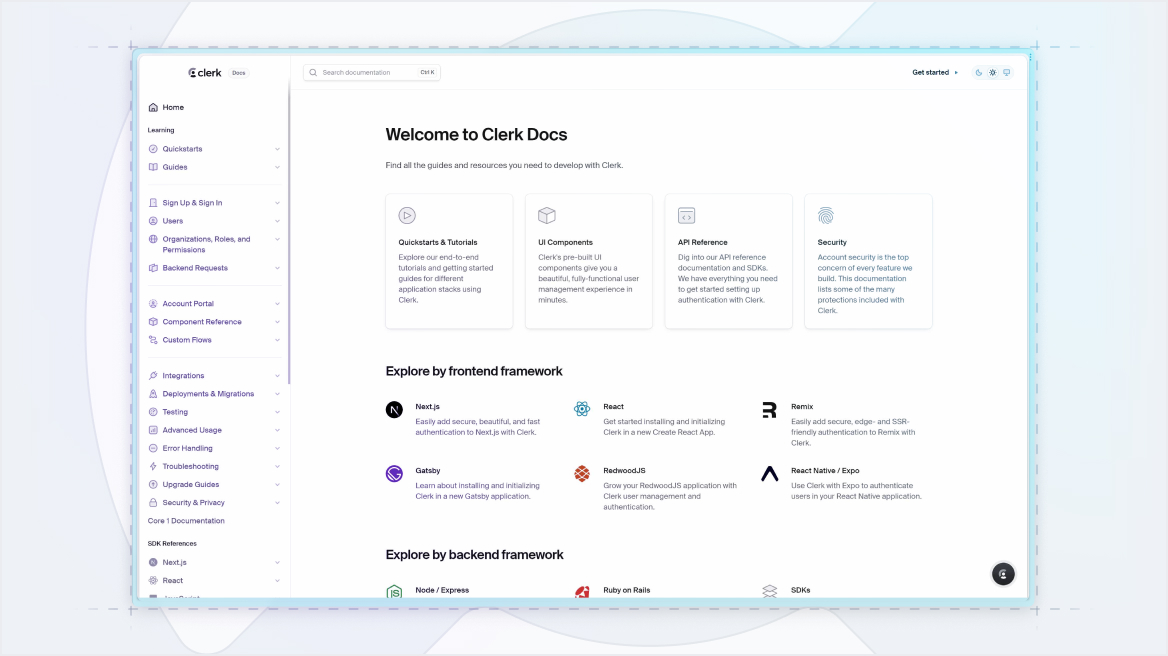 clerk Docs
Home
Learning
Quickstarts
Guides
Sign Up & Sign In
Users
Organizations, Roles, and
Permissions
Backend Requests
Account Portal
Component Reference
Custom Flows
Integrations
Deployments & Migrations
Testing
Advanced Usage
Error Handling
Troubleshooting
Upgrade Guides
Security & Privacy
Core 1 Documentation
SDK References
Next.js
React
JavaScript
Search documentation Ctrl K
Get started
Welcome to Clerk Docs
Find all the guides and resources you need to develop with Clerk.
Quickstarts & Tutorials
Explore our end-to-end
tutorials and getting started
guides for different
application stacks using
Clerk.
UI Components
Clerk's pre-built UI
components give you a
beautiful, fully-functional user
management experience in
minutes.
API Reference
Dig into our API reference
documentation and SDKs.
We have everything you need
to get started setting up
authentication with Clerk.
Security
Account security is the top
concern of every feature we
build. This documentation
lists some of the many
protections included with
Clerk.
Explore by frontend framework
Next.js
Easily add secure, beautiful, and fast
authentication to Next.js with Clerk.
React
Get started installing and initializing
Clerk in a new Create React App.
Remix
Easily add secure, edge- and SSR-
friendly authentication to Remix with
Clerk.
Gatsby
Learn about installing and initializing
Clerk in a new Gatsby application.
RedwoodJS
Grow your RedwoodJS application with
Clerk user management and
authentication.
React Native / Expo
Use Clerk with Expo to authenticate
users in your React Native application.
Explore by backend framework
Node / Express
Ruby on Rails
SDKs